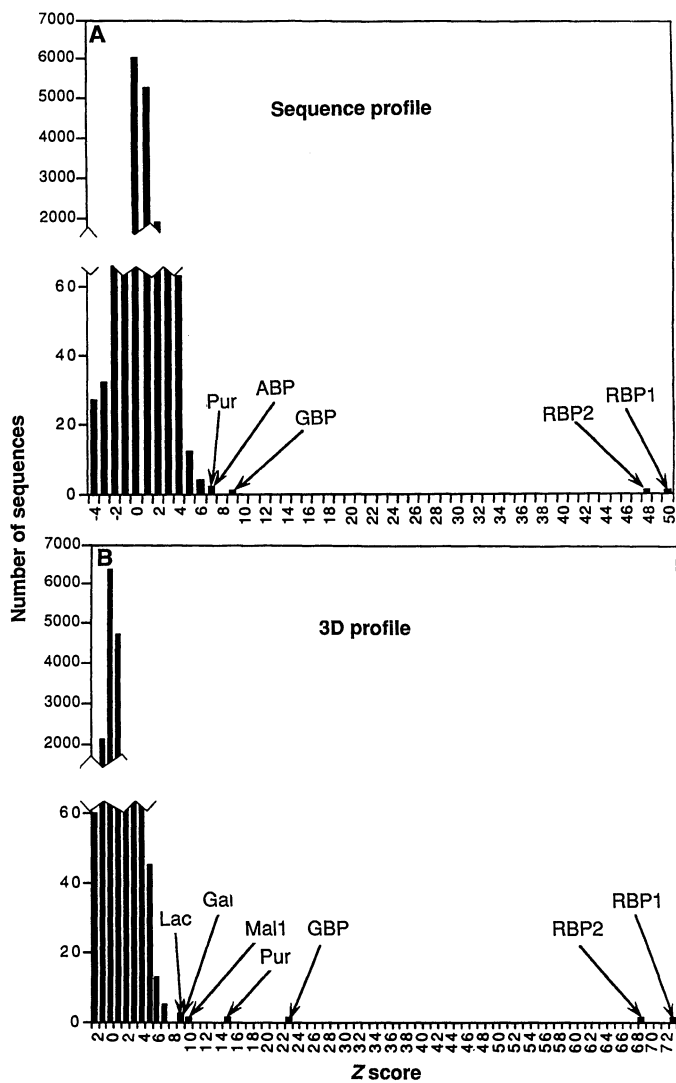 A
7000
6000
5000
4000
3000
2000
60
40
20
0
Sequence profile
Pur
ABP
GBP
RBP2
RBP1
-4 -2 0 2 4 6 8 10 12 14 16 18 20 22 24 26 28 30 32 34 36 38 40 42 44 46 48 50
Number of sequences
B
7000
6000
5000
4000
3000
2000
60
40
20
0
3D profile
Lac
Gal
Mal1
Pur
GBP
RBP2
RBP1
2 0 2 4 6 8 10 12 14 16 18 20 22 24 26 28 30 32 34 36 38 40 42 44 46 48 50 52 54 56 58 60 62 64 66 68 70 72
Z score